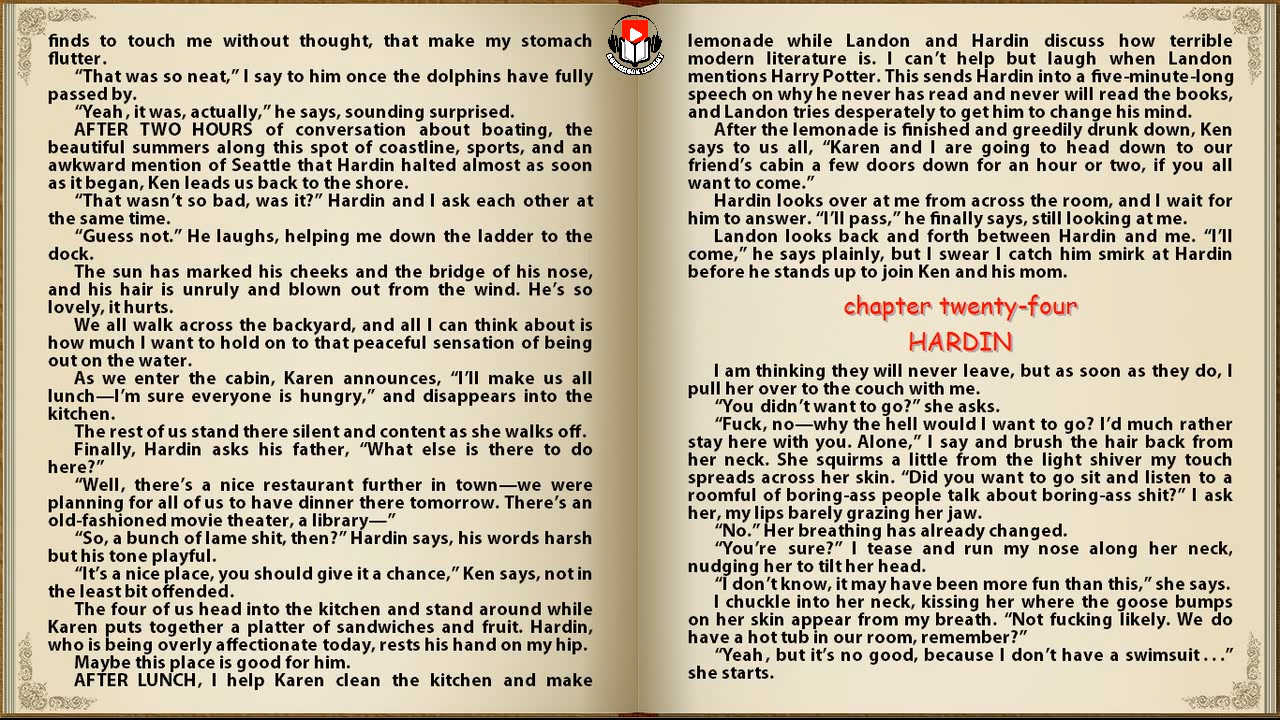 finds to touch me without thought, that make my stomach
flutter.
“That was so neat,” I say to him once the dolphins have fully
passed by.
“Yeah, it was, actually,” he says, sounding surprised.
AFTER TWO HOURS of conversation about boating, the
beautiful summers along this spot of coastline, sports, and an
awkward mention of Seattle that Hardin halted almost as soon
as it began, Ken leads us back to the shore.
“That wasn’t so bad, was it?” Hardin and I ask each other at
the same time.
“Guess not.” He laughs, helping me down the ladder to the
dock.
The sun has marked his cheeks and the bridge of his nose,
and his hair is unruly and blown out from the wind. He’s so
lovely, it hurts.
We all walk across the backyard, and all I can think about is
how much I want to hold on to that peaceful sensation of being
out on the water.
As we enter the cabin, Karen announces, “I’ll make us all
lunch—I’m sure everyone is hungry,” and disappears into the
kitchen.
The rest of us stand there silent and content as she walks off.
Finally, Hardin asks his father, “What else is there to do
here?”
“Well, there’s a nice restaurant further in town—we were
planning for all of us to have dinner there tomorrow. There’s an
old-fashioned movie theater, a library—”
“So, a bunch of lame shit, then?” Hardin says, his words harsh
but his tone playful.
“It’s a nice place, you should give it a chance,” Ken says, not in
the least bit offended.
The four of us head into the kitchen and stand around while
Karen puts together a platter of sandwiches and fruit. Hardin,
who is being overly affectionate today, rests his hand on my hip.
Maybe this place is good for him.
AFTER LUNCH, I help Karen clean the kitchen and make
lemonade while Landon and Hardin discuss how terrible
modern literature is. I can’t help but laugh when Landon
mentions Harry Potter. This sends Hardin into a five-minute-long
speech on why he never has read and never will read the books,
and Landon tries desperately to get him to change his mind.
After the lemonade is finished and greedily drunk down, Ken
says to us all, “Karen and I are going to head down to our
friend’s cabin a few doors down for an hour or two, if you all
want to come.”
Hardin looks over at me from across the room, and I wait for
him to answer. “I’ll pass,” he finally says, still looking at me.
Landon looks back and forth between Hardin and me. “I’ll
come,” he says plainly, but I swear I catch him smirk at Hardin
before he stands up to join Ken and his mom.
chapter twenty-four
HARDIN
I am thinking they will never leave, but as soon as they do, I
pull her over to the couch with me.
“You didn’t want to go?” she asks.
“Fuck, no—why the hell would I want to go? I’d much rather
stay here with you. Alone,” I say and brush the hair back from
her neck. She squirms a little from the light shiver my touch
spreads across her skin. “Did you want to go sit and listen to a
roomful of boring-ass people talk about boring-ass shit?” I ask
her, my lips barely grazing her jaw.
“No.” Her breathing has already changed.
“You’re sure?” I tease and run my nose along her neck,
nudging her to tilt her head.
“I don’t know, it may have been more fun than this,” she says.
I chuckle into her neck, kissing her where the goose bumps
on her skin appear from my breath. “Not fucking likely. We do
have a hot tub in our room, remember?”
“Yeah, but it’s no good, because I don’t have a swimsuit . . .”
she starts.